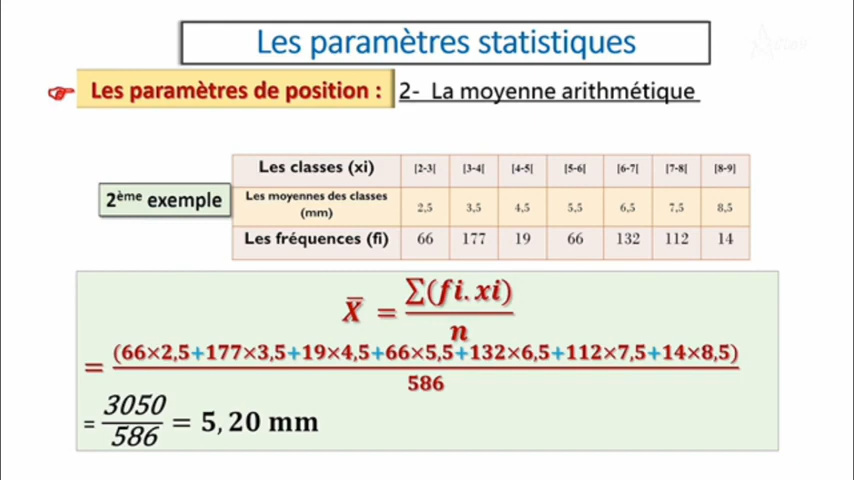 Les paramètres statistiques
Les paramètres de position :
2- La moyenne arithmétique
2ème exemple
Les classes (xi) [2-3[ [3-4[ [4-5[ [5-6[ [6-7[ [7-8[ [8-9[
Les moyennes des classes
(mm) 2,5 3,5 4,5 5,5 6,5 7,5 8,5
Les fréquences (fi) 66 177 19 66 132 112 14
X̅ = ∑(fi.xi)
n
= (66×2,5+177×3,5+19×4,5+66×5,5+132×6,5+112×7,5+14×8,5)
586
= 3050/586 = 5,20 mm